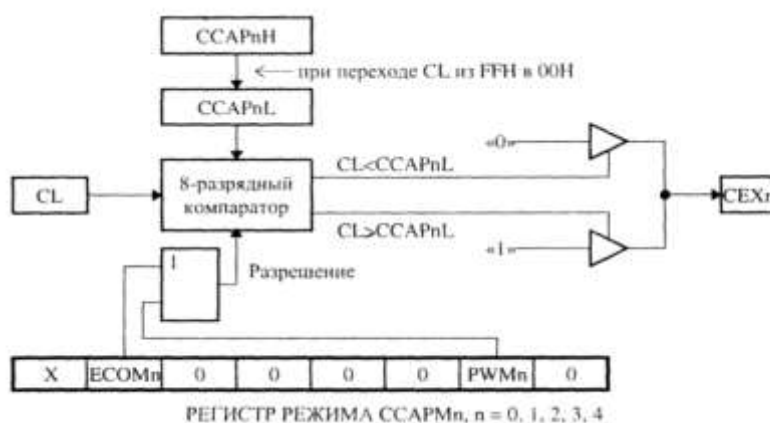 CCAPnH
при переходе CL из FFH в 00H
CCAPnL
«0»
CL<CCAPnL
CL
8-разрядный
компаратор
CEXn
CL>CCAPnL
«1»
1
Разрешение
X ECOMn 0 0 0 0 PWMn 0
РЕГИСТР РЕЖИМА CCAPMn, n = 0, 1, 2, 3, 4